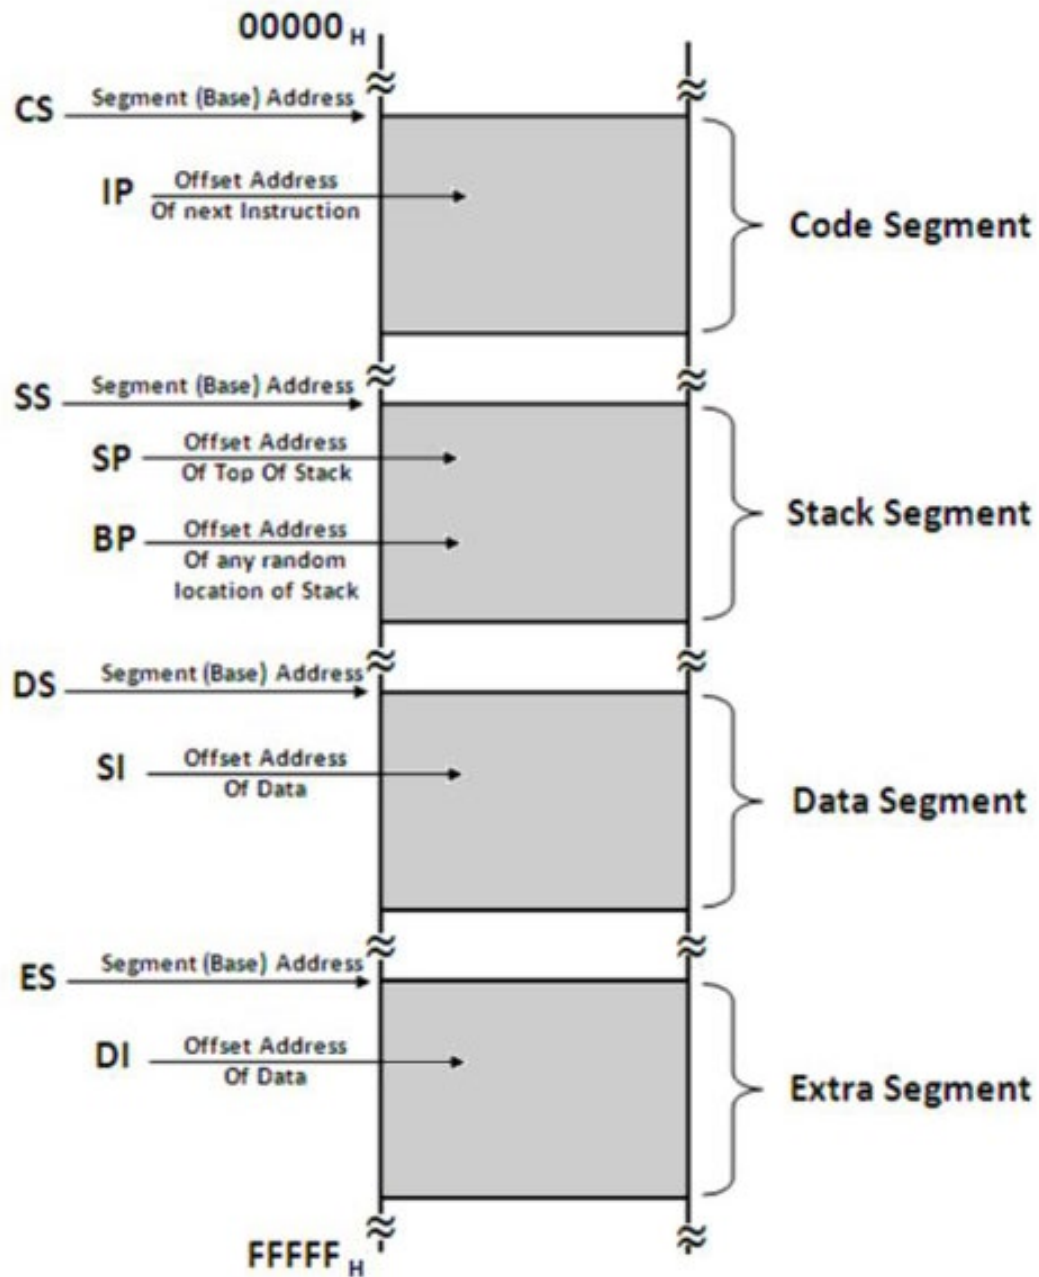 00000 H
CS Segment (Base) Address
IP Offset Address
Of next Instruction
Code Segment
SS Segment (Base) Address
SP Offset Address
Of Top Of Stack
BP Offset Address
Of any random
location of Stack
Stack Segment
DS Segment (Base) Address
SI Offset Address
Of Data
Data Segment
ES Segment (Base) Address
DI Offset Address
Of Data
Extra Segment
FFFFF H